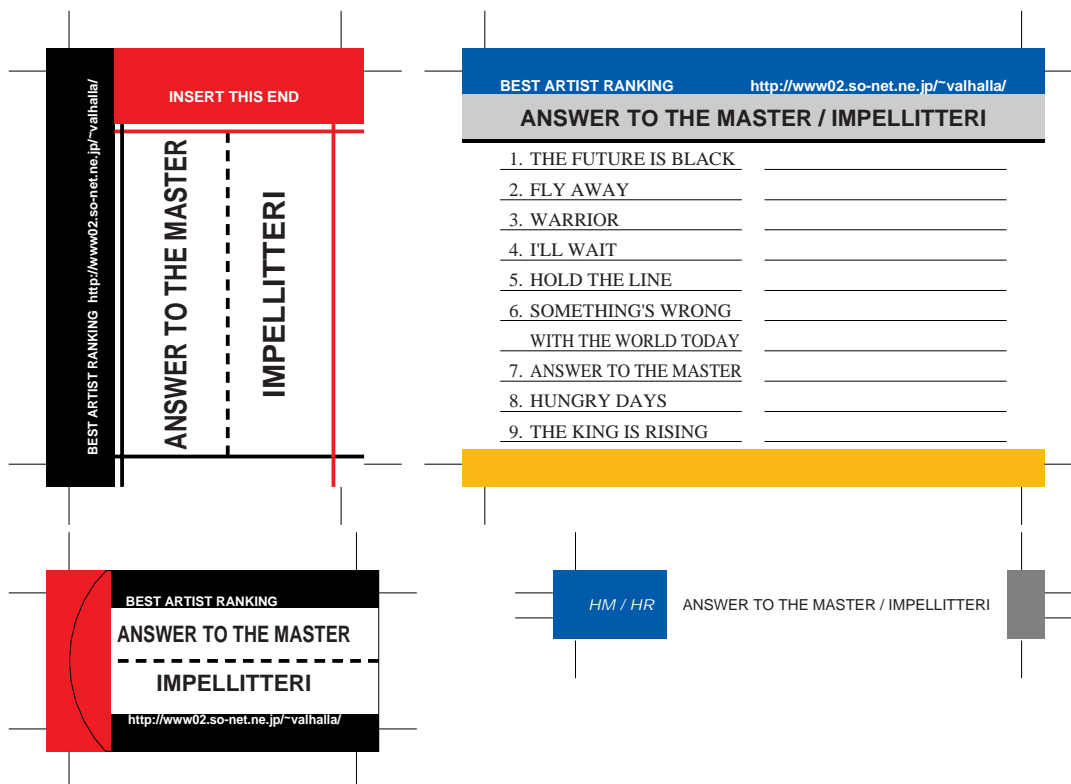 INSERT THIS END
BEST ARTIST RANKING http://www02.so-net.ne.jp/~valhalla/
ANSWER TO THE MASTER
IMPELLITTERI
BEST ARTIST RANKING http://www02.so-net.ne.jp/~valhalla/
ANSWER TO THE MASTER / IMPELLITTERI
1. THE FUTURE IS BLACK
2. FLY AWAY
3. WARRIOR
4. I'LL WAIT
5. HOLD THE LINE
6. SOMETHING'S WRONG
WITH THE WORLD TODAY
7. ANSWER TO THE MASTER
8. HUNGRY DAYS
9. THE KING IS RISING
BEST ARTIST RANKING
ANSWER TO THE MASTER
IMPELLITTERI
http://www02.so-net.ne.jp/~valhalla/
HM / HR ANSWER TO THE MASTER / IMPELLITTERI